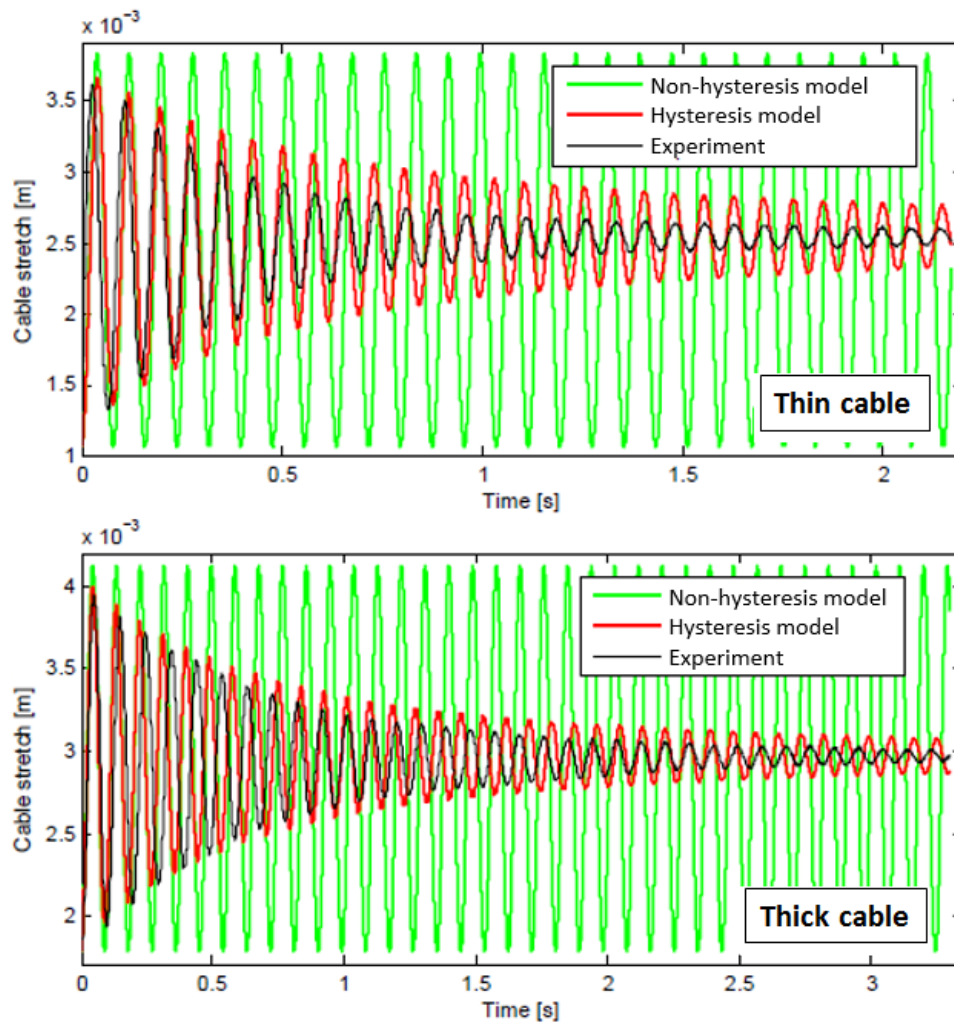 x 10⁻³
3.5
3
2.5
2
1.5
1
Cable stretch [m]
Non-hysteresis model
Hysteresis model
Experiment
Thin cable
0
0.5
1
1.5
2
Time [s]
x 10⁻³
4
3.5
3
2.5
2
Cable stretch [m]
Non-hysteresis model
Hysteresis model
Experiment
Thick cable
0
0.5
1
1.5
2
2.5
3
Time [s]